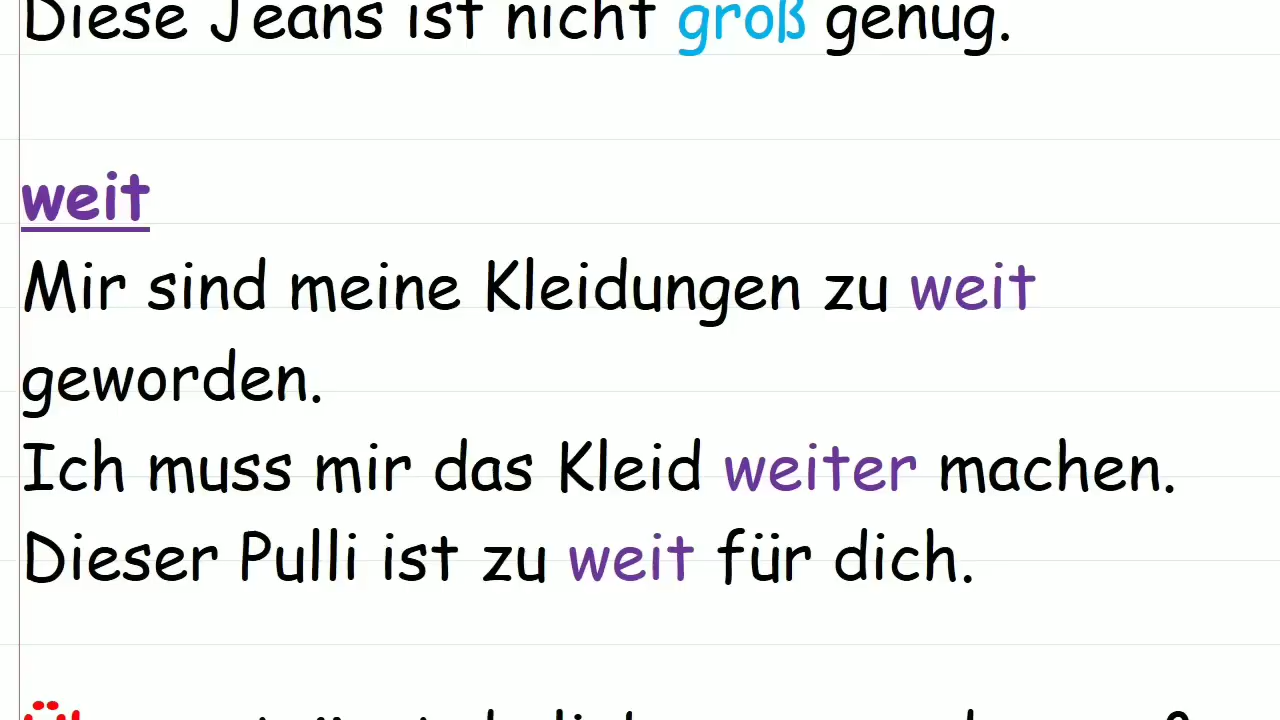 Diese Jeans ist nicht groß genug.
weit
Mir sind meine Kleidungen zu weit
geworden.
Ich muss mir das Kleid weiter machen.
Dieser Pulli ist zu weit für dich.